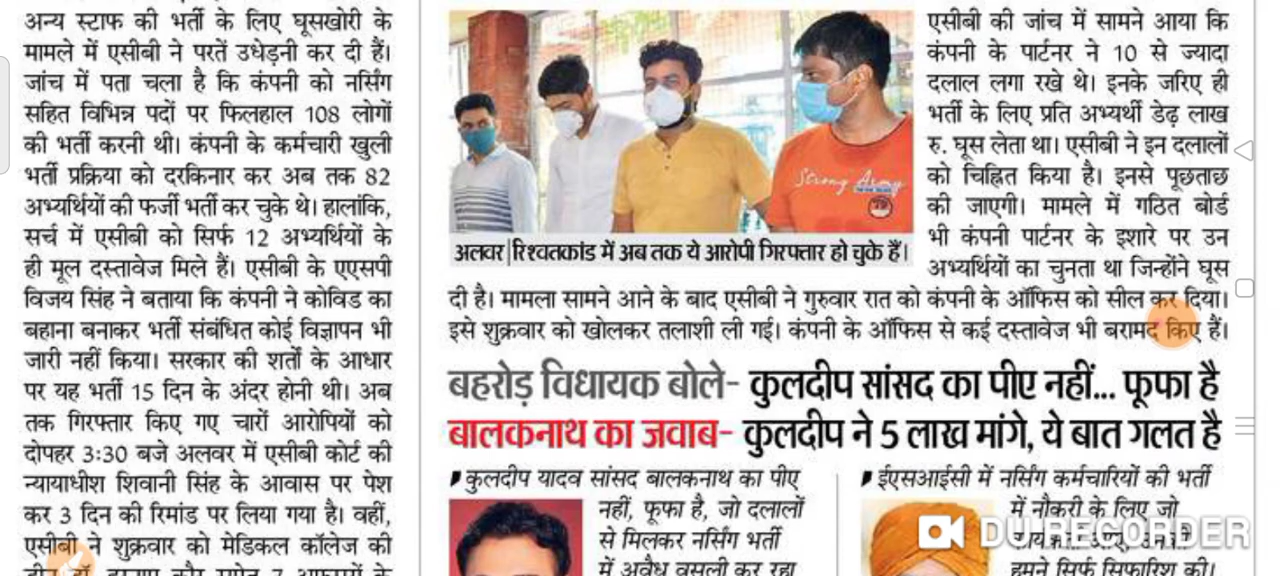 अन्य स्टाफ की भर्ती के लिए घूसखोरी के
मामले में एसीबी ने परतें उधेड़नी कर दी हैं।
जांच में पता चला है कि कंपनी को नर्सिंग
सहित विभिन्न पदों पर फिलहाल 108 लोगों
की भर्ती करनी थी। कंपनी के कर्मचारी खुली
भर्ती प्रक्रिया को दरकिनार कर अब तक 82
अभ्यर्थियों की फर्जी भर्ती कर चुके थे। हालांकि,
सर्च में एसीबी को सिर्फ 12 अभ्यर्थियों के
ही मूल दस्तावेज मिले हैं। एसीबी के एएसपी
विजय सिंह ने बताया कि कंपनी ने कोविड का
बहाना बनाकर भर्ती संबंधित कोई विज्ञापन भी
जारी नहीं किया। सरकार की शर्तों के आधार
पर यह भर्ती 15 दिन के अंदर होनी थी। अब
तक गिरफ्तार किए गए चारों आरोपियों को
दोपहर 3:30 बजे अलवर में एसीबी कोर्ट की
न्यायाधीश शिवानी सिंह के आवास पर पेश
कर 3 दिन की रिमांड पर लिया गया है। वहीं,
एसीबी ने शुक्रवार को मेडिकल कॉलेज की
Strong Army
अलवर|रिश्वतकांड में अब तक ये आरोपी गिरफ्तार हो चुके हैं।
एसीबी की जांच में सामने आया कि
कंपनी के पार्टनर ने 10 से ज्यादा
दलाल लगा रखे थे। इनके जरिए ही
भर्ती के लिए प्रति अभ्यर्थी डेढ़ लाख
रु. घूस लेता था। एसीबी ने इन दलालों
को चिह्नित किया है। इनसे पूछताछ
की जाएगी। मामले में गठित बोर्ड
भी कंपनी पार्टनर के इशारे पर उन
अभ्यर्थियों का चुनता था जिन्होंने घूस
दी है। मामला सामने आने के बाद एसीबी ने गुरुवार रात को कंपनी के ऑफिस को सील कर दिया।
इसे शुक्रवार को खोलकर तलाशी ली गई। कंपनी के ऑफिस से कई दस्तावेज भी बरामद किए हैं।
बहरोड़ विधायक बोले- कुलदीप सांसद का पीए नहीं... फूफा है
बालकनाथ का जवाब- कुलदीप ने 5 लाख मांगे, ये बात गलत है
कुलदीप यादव सांसद बालकनाथ का पीए
नहीं, फूफा है, जो दलालों
से मिलकर नर्सिंग भर्ती
में अवैध वसूली कर रहा
ईएसआईसी में नर्सिंग कर्मचारियों की भर्ती
में नौकरी के लिए जो
हमने सिर्फ सिफारिश की।
DU RECORDER